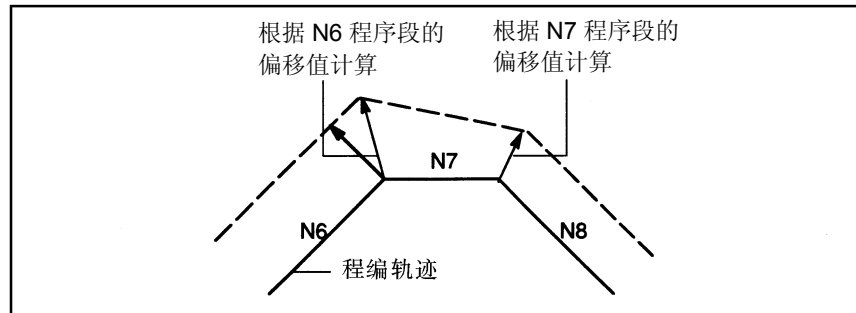 根据 N6 程序段的
偏移值计算
根据 N7 程序段的
偏移值计算
N7
N6
N8
程编轨迹